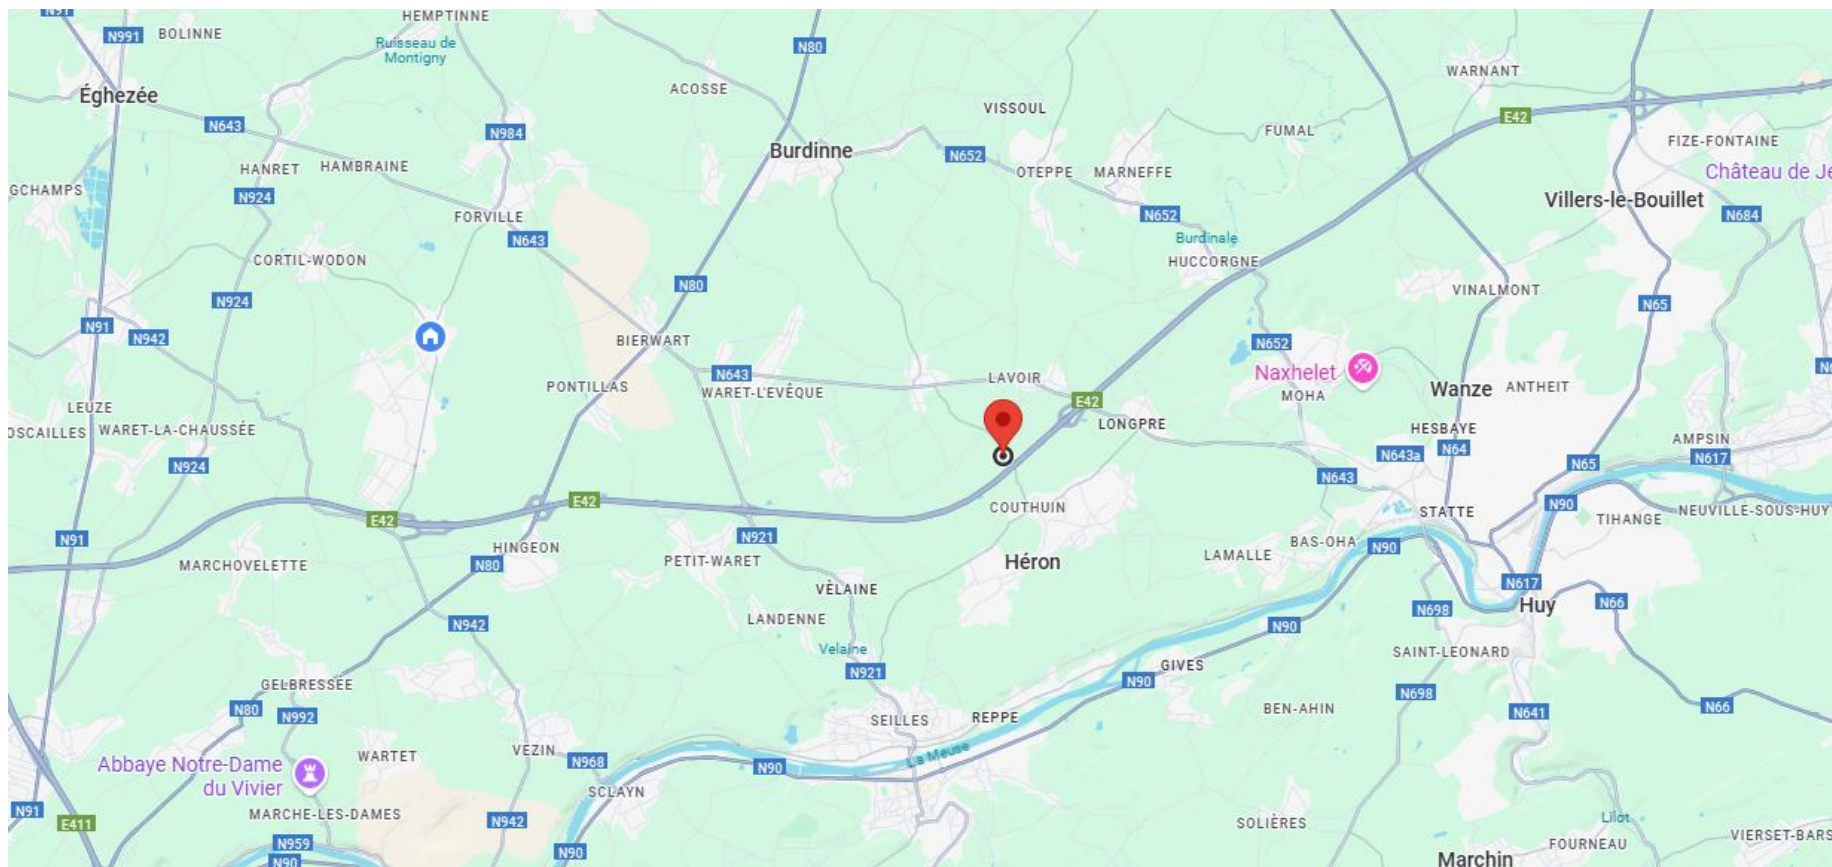 N91
N991
BOLINNE
HEMPTINNE
Ruisseau de
Montigny
N80
WARNANT
Éghezée
ACOSSE
VISSOUL
E42
N643
N984
FUMAL
FIZE-FONTAINE
HANRET
HAMBRAINE
Burdinne
N652
OTEPPE
MARNEFFE
Château de Je
GCHAMPS
N924
Villers-le-Bouillet
FORVILLE
N652
N684
N643
Burdinale
CORTIL-WODON
HUCCORGNE
N80
VINALMONT
N924
N65
N91
N942
BIERWART
N652
N643
LAVOIR
Naxhelet
PONTILLAS
WARET-L'EVÊQUE
MOHA
Wanze
ANTHEIT
LEUZE
E42
OSCAILLES
WARET-LA-CHAUSSÉE
LONGPRE
HESBAYE
AMPSIN
N924
N643a
N64
N65
N617
N643
E42
E42
COUTHUIN
STATTE
N90
TIHANGE
NEUVILLE-SOUS-HUY
N91
N921
HINGEON
BAS-OHA
N90
MARCHOVELETTE
N80
PETIT-WARET
Héron
LAMALLE
N617
VÈLAINE
Huy
N66
N942
LANDENNE
N698
N90
Velaine
SAINT-LEONARD
N921
GIVES
GELBRESSÉE
N90
N698
N80
N992
SEILLES
REPPE
BEN-AHIN
N641
N66
WARTET
VEZIN
La Meuse
Abbaye Notre-Dame
du Vivier
N968
N90
SCLAYN
N91
E411
MARCHE-LES-DAMES
N942
SOLIÈRES
Lilot
N959
N90
N90
FOURNEAU
VIERSET-BARS
Marchin